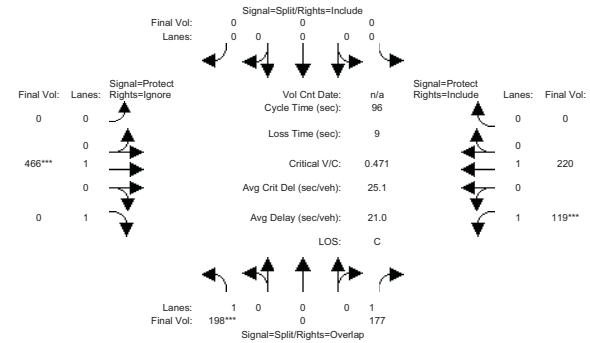 Signal=Split/Rights=Include
Final Vol: 0 0 0
Lanes: 0 0 0 0 0
Signal=Protect Signal=Protect
Final Vol: Lanes: Rights=Ignore Vol Cnt Date: n/a Rights=Include Lanes: Final Vol:
Cycle Time (sec): 96
0 0 0 0
Loss Time (sec): 9
0 0
466*** 1 Critical V/C: 0.471 1 220
0 Avg Crit Del (sec/veh): 25.1 0
0 1 Avg Delay (sec/veh): 21.0 1 119***
LOS: C
Lanes: 1 0 0 0 1
Final Vol: 198*** 0 177
Signal=Split/Rights=Overlap